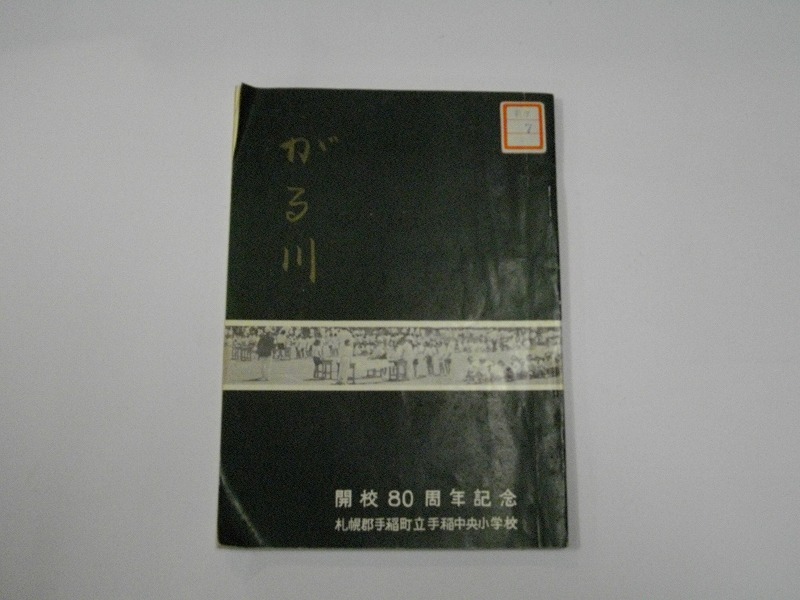 がる川
7
開校80周年記念
札幌郡手稲町立手稲中央小学校